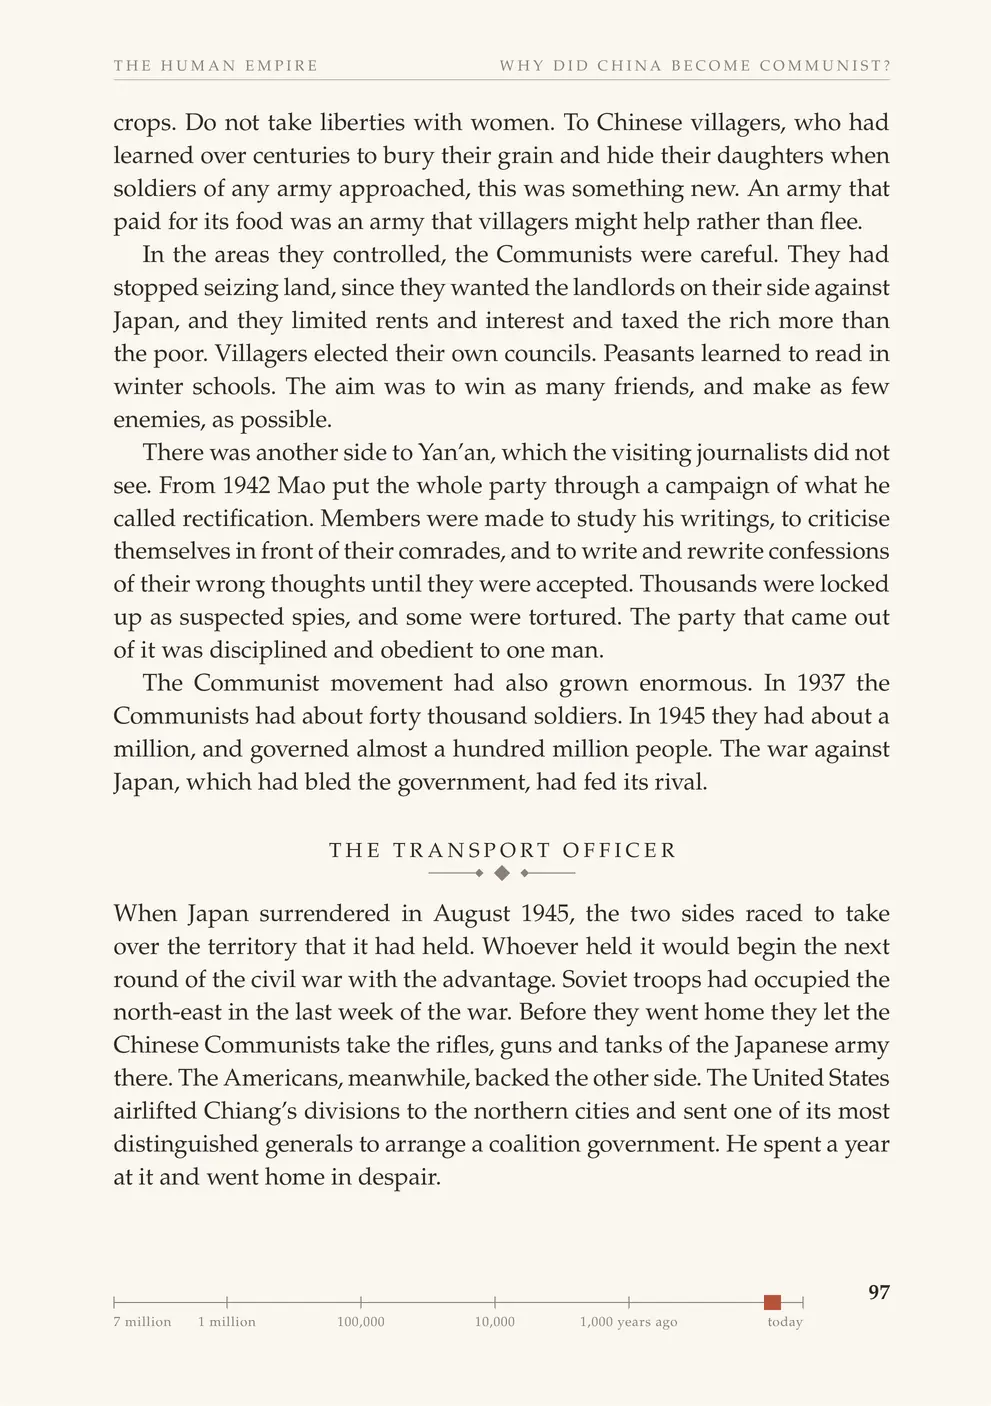 THE HUMAN EMPIRE
WHY DID CHINA BECOME COMMUNIST?
crops. Do not take liberties with women. To Chinese villagers, who had
learned over centuries to bury their grain and hide their daughters when
soldiers of any army approached, this was something new. An army that
paid for its food was an army that villagers might help rather than flee.
In the areas they controlled, the Communists were careful. They had
stopped seizing land, since they wanted the landlords on their side against
Japan, and they limited rents and interest and taxed the rich more than
the poor. Villagers elected their own councils. Peasants learned to read in
winter schools. The aim was to win as many friends, and make as few
enemies, as possible.
There was another side to Yan’an, which the visiting journalists did not
see. From 1942 Mao put the whole party through a campaign of what he
called rectification. Members were made to study his writings, to criticise
themselves in front of their comrades, and to write and rewrite confessions
of their wrong thoughts until they were accepted. Thousands were locked
up as suspected spies, and some were tortured. The party that came out
of it was disciplined and obedient to one man.
The Communist movement had also grown enormous. In 1937 the
Communists had about forty thousand soldiers. In 1945 they had about a
million, and governed almost a hundred million people. The war against
Japan, which had bled the government, had fed its rival.
THE TRANSPORT OFFICER
When Japan surrendered in August 1945, the two sides raced to take
over the territory that it had held. Whoever held it would begin the next
round of the civil war with the advantage. Soviet troops had occupied the
north-east in the last week of the war. Before they went home they let the
Chinese Communists take the rifles, guns and tanks of the Japanese army
there. The Americans, meanwhile, backed the other side. The United States
airlifted Chiang’s divisions to the northern cities and sent one of its most
distinguished generals to arrange a coalition government. He spent a year
at it and went home in despair.
97
7 million 1 million 100,000 10,000 1,000 years ago today